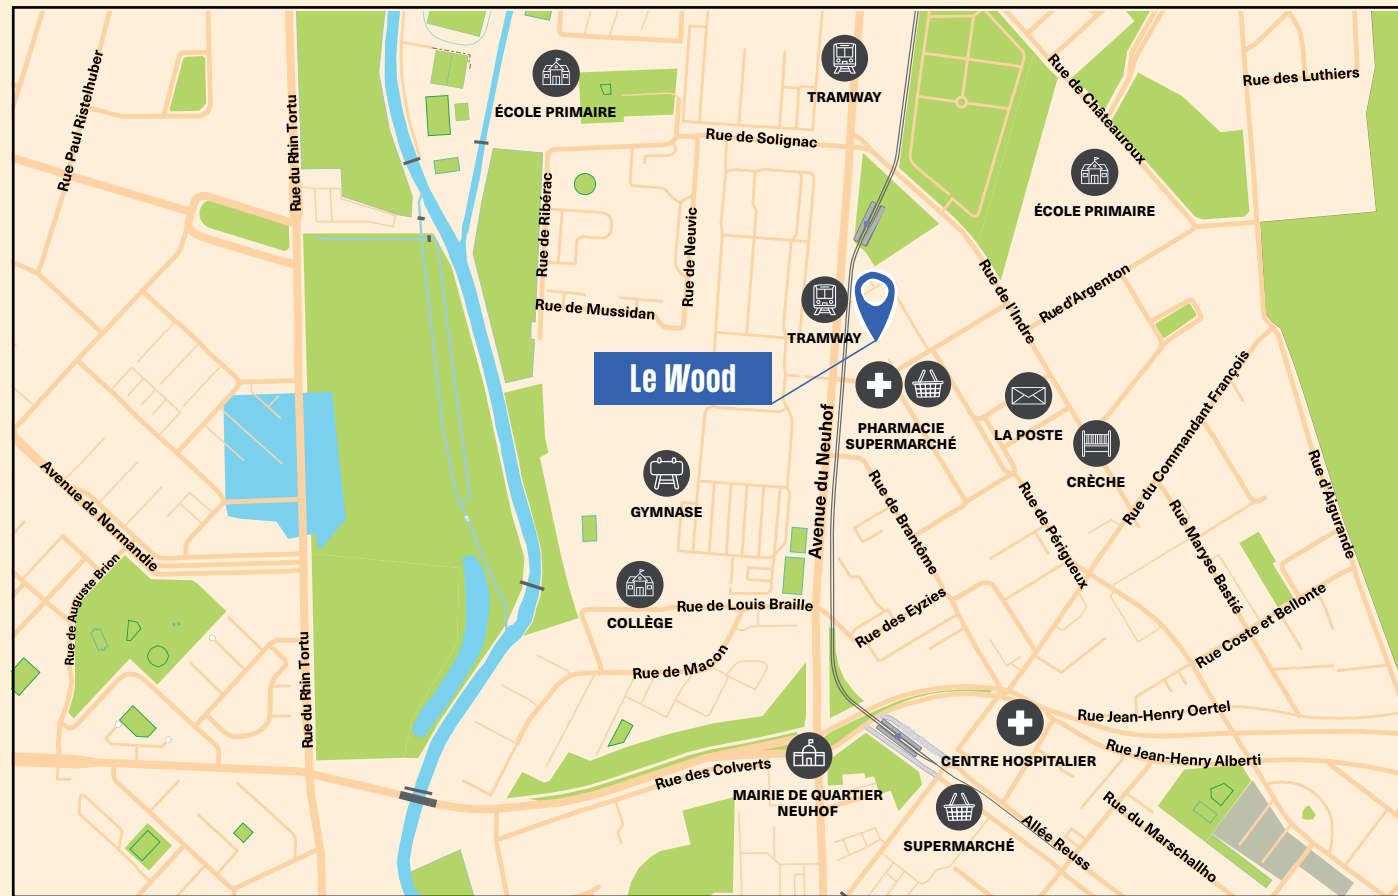 Rue Paul Ristelhuber
Rue du Rhin Tortu
ÉCOLE PRIMAIRE
TRAMWAY
Rue de Solignac
Rue de Châteauroux
Rue des Luthiers
ÉCOLE PRIMAIRE
Rue de Ribérac
Rue de Neuvic
Rue de Mussidan
TRAMWAY
Rue de l'Indre
Rue d'Argenton
Le Wood
PHARMACIE
SUPERMARCHÉ
LA POSTE
CRÈCHE
Rue du Commandant François
Avenue du Neuhof
GYMNASE
Avenue de Normandie
Rue de Auguste Brion
Rue de Brantôme
Rue de Périgueux
Rue Maryse Bastié
Rue d'Aigurande
COLLÈGE
Rue de Louis Braille
Rue des Eyzies
Rue Coste et Bellonte
Rue de Macon
Rue du Rhin Tortu
Rue Jean-Henry Oertel
Rue Jean-Henry Alberti
CENTRE HOSPITALIER
Rue des Colverts
MAIRIE DE QUARTIER
NEUHOF
SUPERMARCHÉ
Allée Reuss
Rue du Marschallho